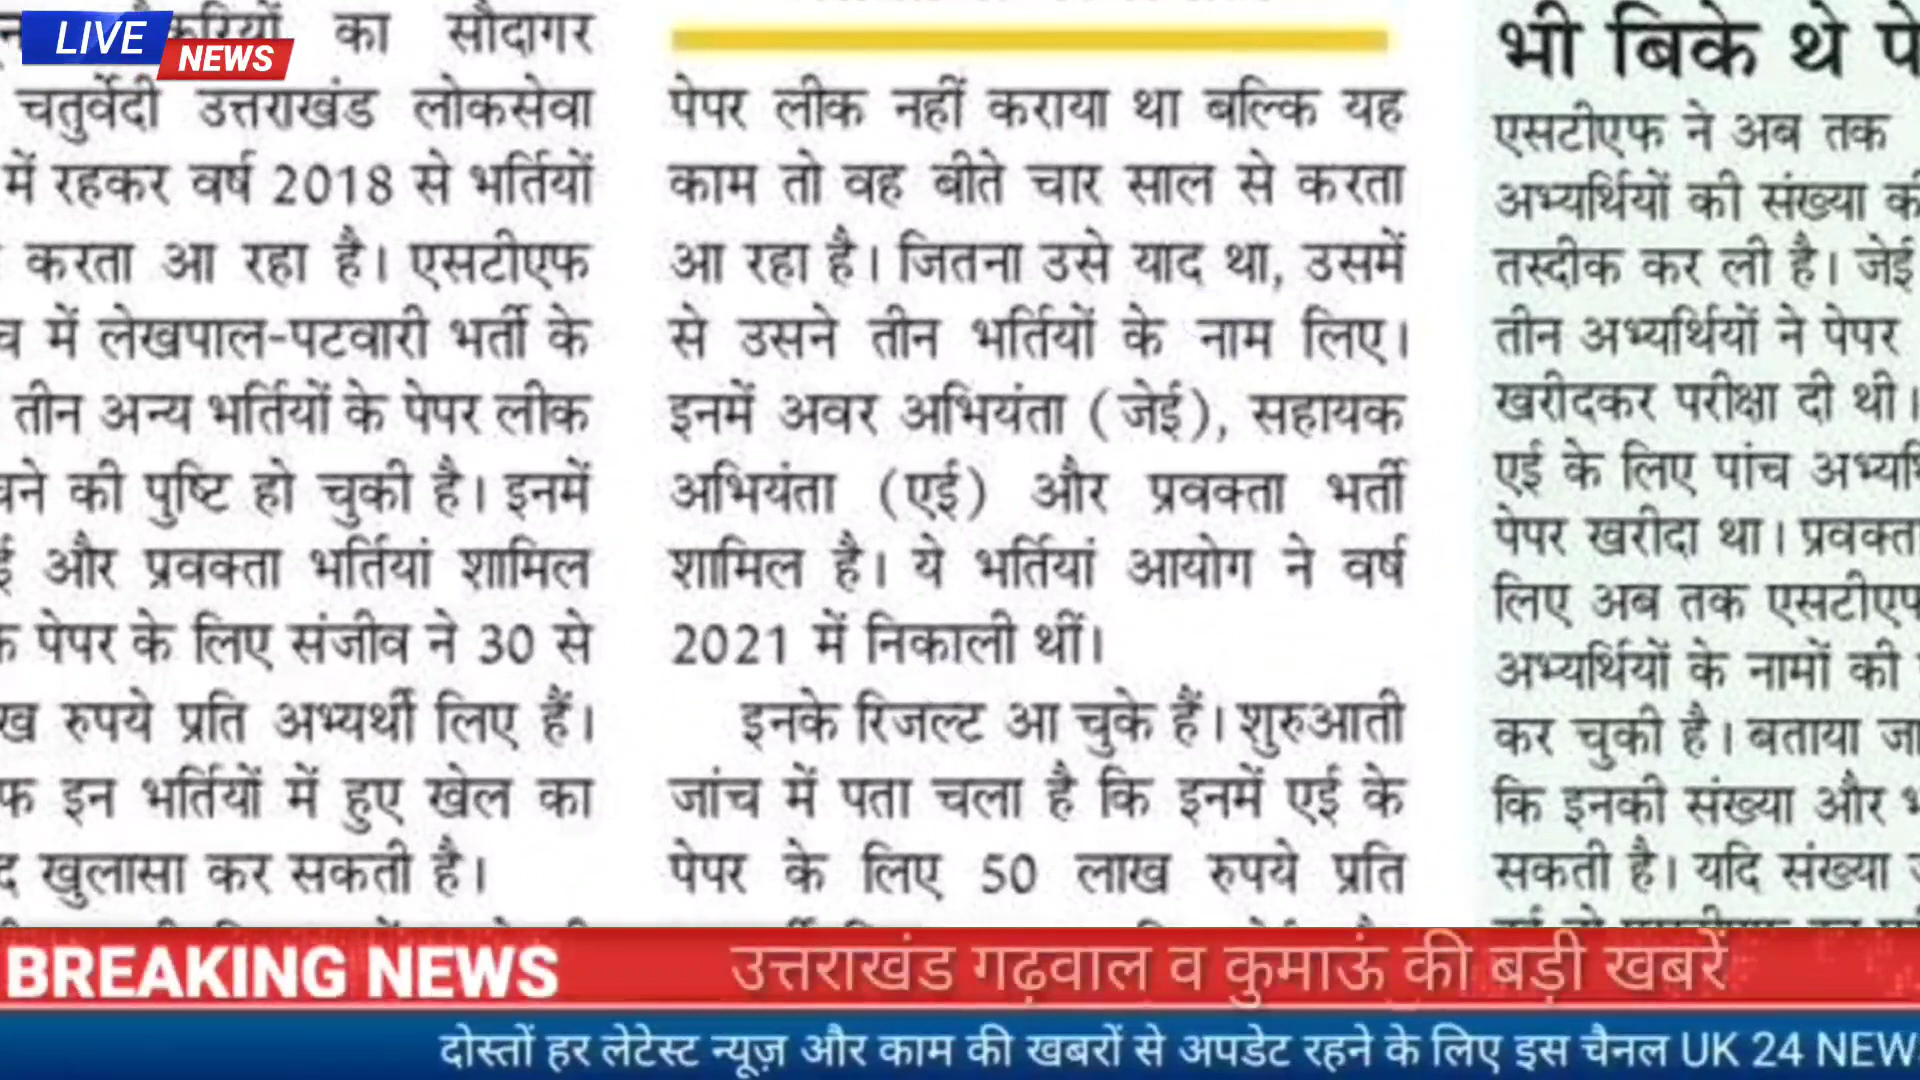 LIVE
NEWS
नौकरियों का सौदागर
चतुर्वेदी उत्तराखंड लोकसेवा
में रहकर वर्ष 2018 से भर्तियों
करता आ रहा है। एसटीएफ
में लेखपाल-पटवारी भर्ती के
तीन अन्य भर्तियों के पेपर लीक
की पुष्टि हो चुकी है। इनमें
और प्रवक्ता भर्तियां शामिल
पेपर के लिए संजीव ने 30 से
रुपये प्रति अभ्यर्थी लिए हैं।
इन भर्तियों में हुए खेल का
खुलासा कर सकती है।
पेपर लीक नहीं कराया था बल्कि यह
काम तो वह बीते चार साल से करता
आ रहा है। जितना उसे याद था, उसमें
से उसने तीन भर्तियों के नाम लिए।
इनमें अवर अभियंता (जेई), सहायक
अभियंता (एई) और प्रवक्ता भर्ती
शामिल है। ये भर्तियां आयोग ने वर्ष
2021 में निकाली थीं।
इनके रिजल्ट आ चुके हैं। शुरुआती
जांच में पता चला है कि इनमें एई के
पेपर के लिए 50 लाख रुपये प्रति
भी बिके थे पे
एसटीएफ ने अब तक
अभ्यर्थियों की संख्या की
तस्दीक कर ली है। जेई
तीन अभ्यर्थियों ने पेपर
खरीदकर परीक्षा दी थी।
एई के लिए पांच
पेपर खरीदा था। प्रवक्ता
लिए अब तक एसटीएफ
अभ्यर्थियों के नामों की
कर चुकी है। बताया जा
कि इनकी संख्या और
सकती है। यदि संख्या
BREAKING NEWS
उत्तराखंड गढ़वाल व कुमाऊं की बड़ी खबरें
दोस्तों हर लेटेस्ट न्यूज़ और काम की खबरों से अपडेट रहने के लिए इस चैनल UK 24 NEW